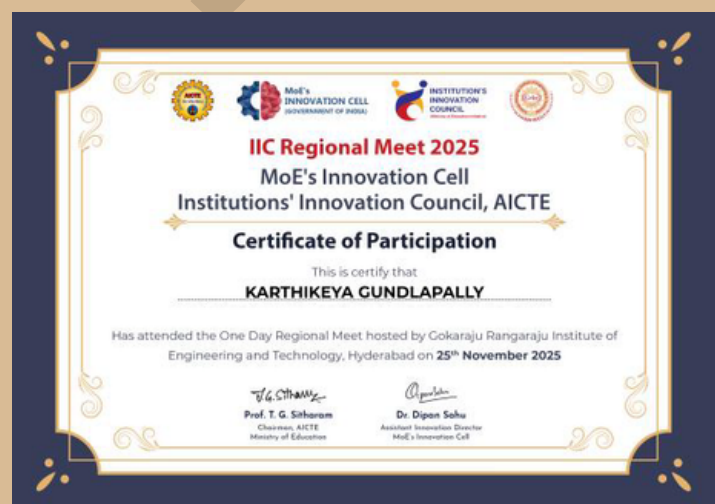 AICTE
MoE's
INNOVATION CELL
(GOVERNMENT OF INDIA)
INSTITUTION'S
INNOVATION
COUNCIL
IIC Regional Meet 2025
MoE's Innovation Cell
Institutions' Innovation Council, AICTE
Certificate of Participation
This is certify that
KARTHIKEYA GUNDLAPALLY
Has attended the One Day Regional Meet hosted by Gokaraju Rangaraju Institute of
Engineering and Technology, Hyderabad on 25th November 2025
Prof. T. G. Sitharam
Chairman, AICTE
Ministry of Education
Dr. Dipan Sahu
Assistant Innovation Director
MoE's Innovation Cell